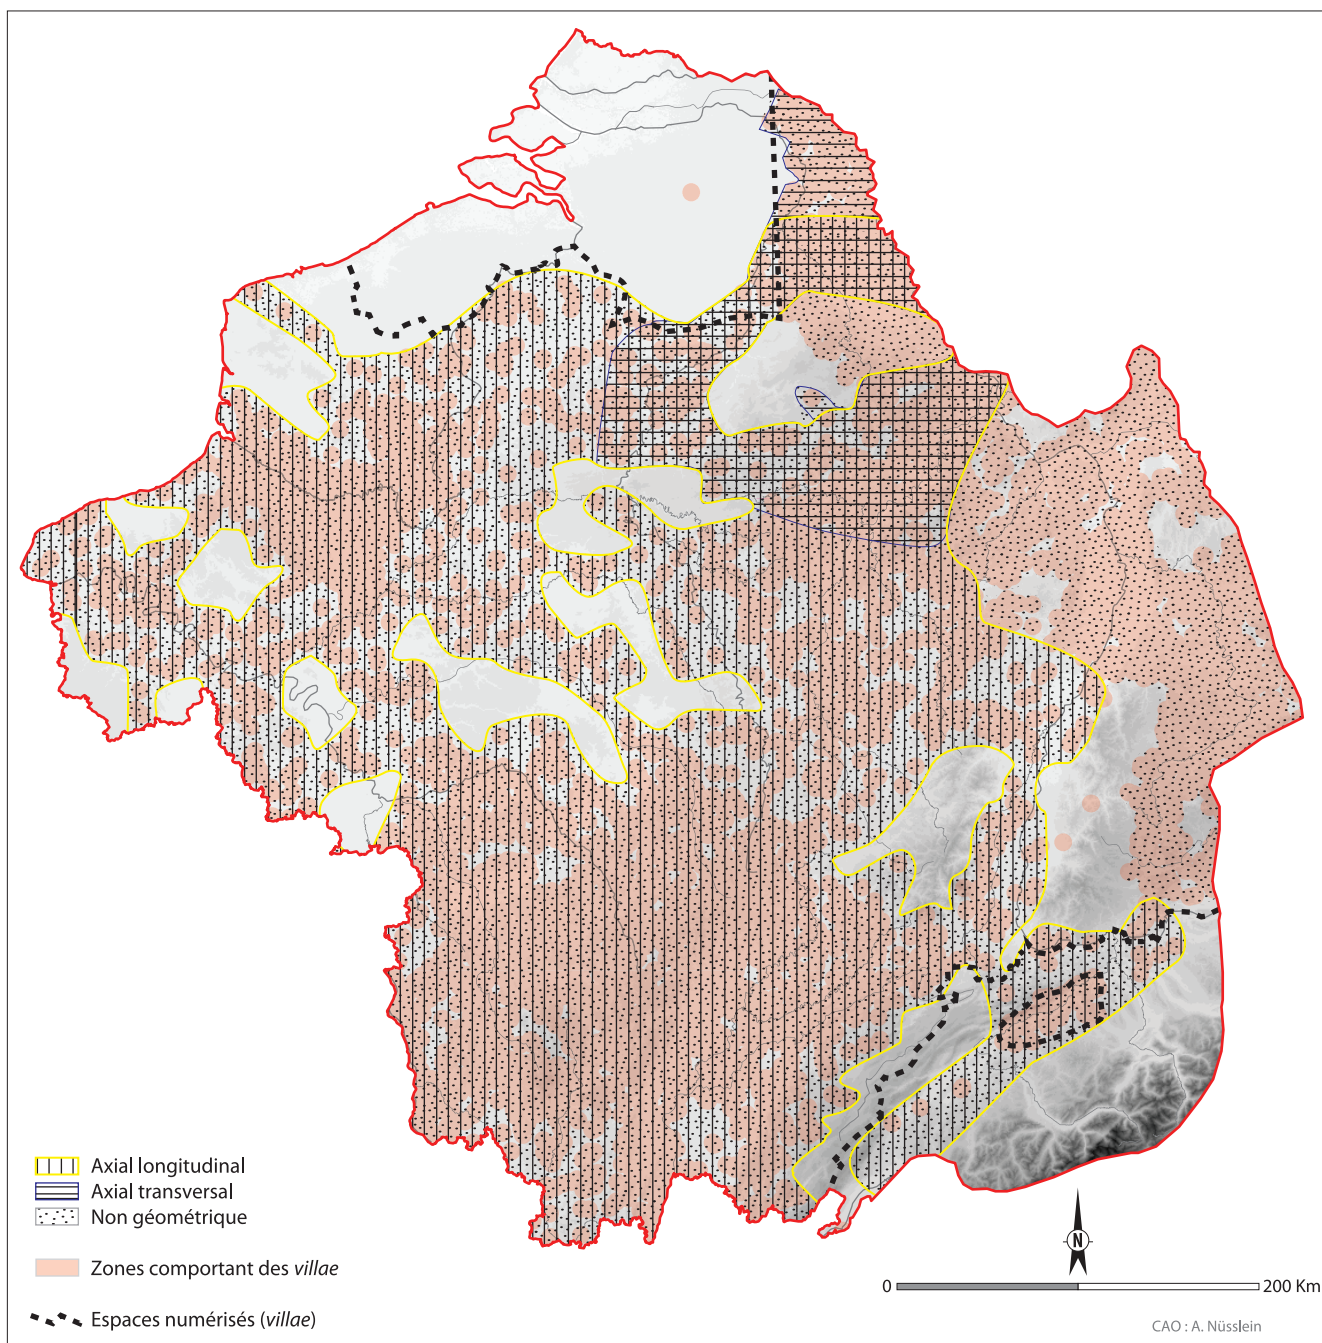 Axial longitudinal
Axial transversal
Non géométrique
Zones comportant des villae
Espaces numérisés (villae)
N
0 200 Km
CAO : A. Nüsslein